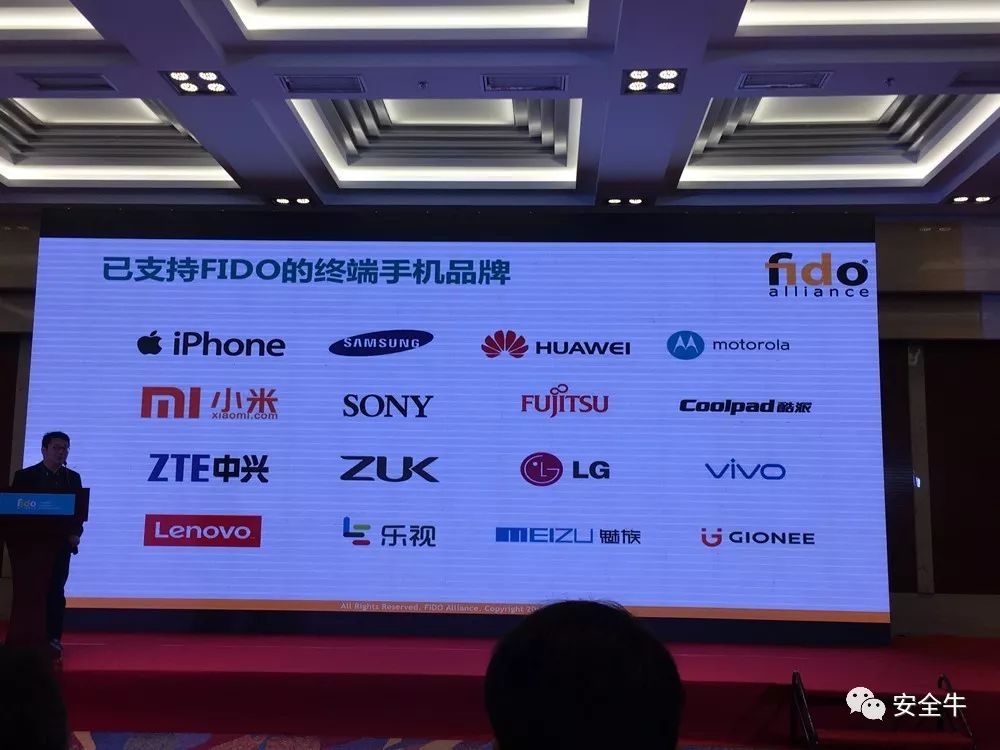 已支持FIDO的终端手机品牌
fido
alliance
iPhone
SAMSUNG
HUAWEI
motorola
MI 小米
xiaomi.com
SONY
FUJITSU
Coolpad 酷派
ZTE中兴
ZUK
LG
vivo
Lenovo
乐视
MEIZU 魅族
GIONEE
All Rights Reserved. FIDO Alliance. Copyright
fido
安全牛